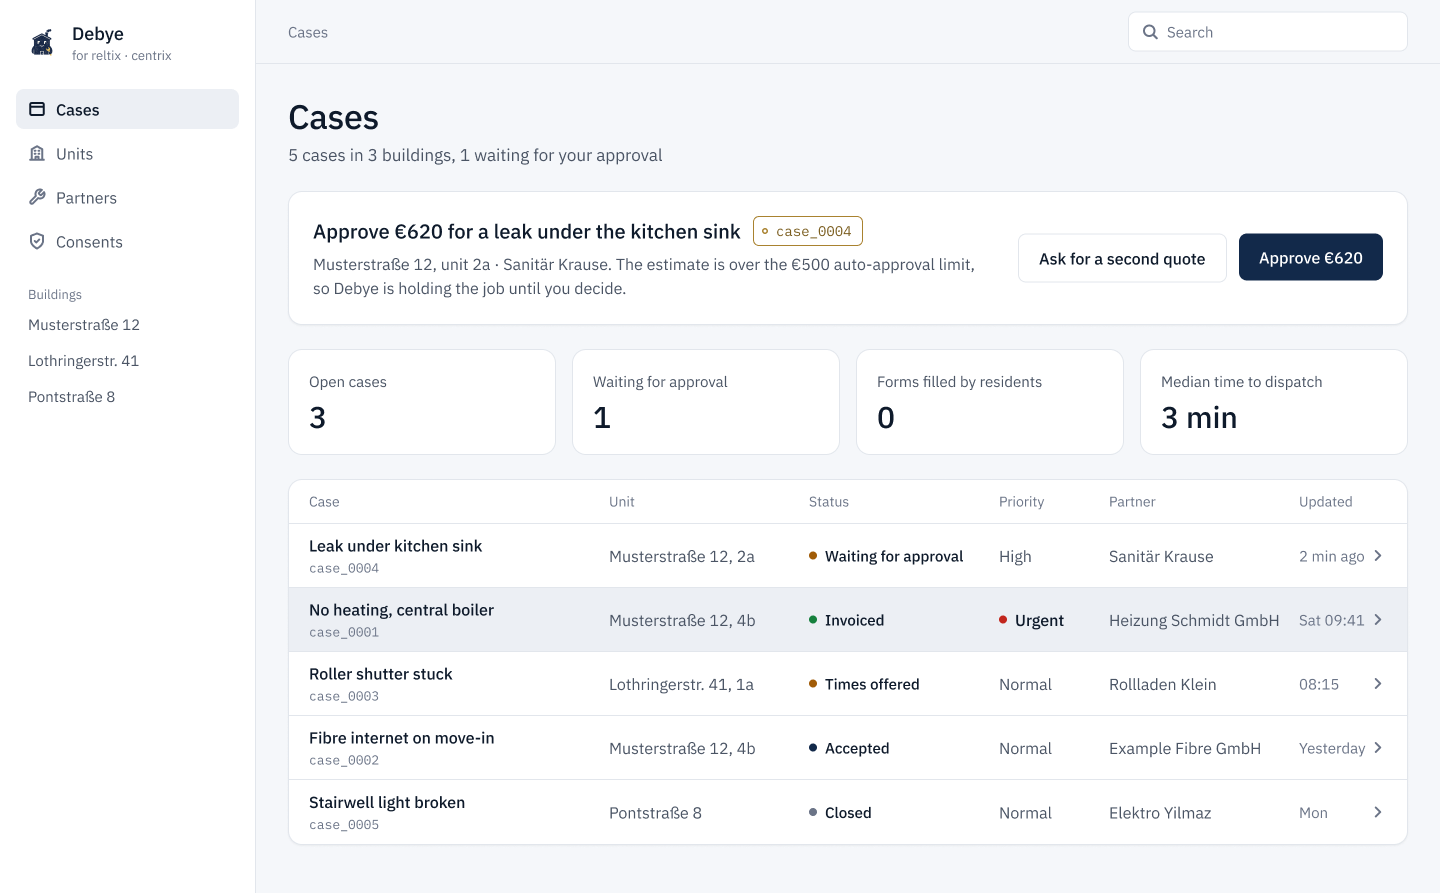 Debye
for reltix · centrix
Cases
Units
Partners
Consents
Buildings
Musterstraße 12
Lothringerstr. 41
Pontstraße 8
Cases
Search
Cases
5 cases in 3 buildings, 1 waiting for your approval
Approve €620 for a leak under the kitchen sink case_0004
Musterstraße 12, unit 2a · Sanitär Krause. The estimate is over the €500 auto-approval limit,
so Debye is holding the job until you decide.
Ask for a second quote
Approve €620
Open cases
3
Waiting for approval
1
Forms filled by residents
0
Median time to dispatch
3 min
Case Unit Status Priority Partner Updated
Leak under kitchen sink
case_0004
Musterstraße 12, 2a Waiting for approval High Sanitär Krause 2 min ago
No heating, central boiler
case_0001
Musterstraße 12, 4b Invoiced Urgent Heizung Schmidt GmbH Sat 09:41
Roller shutter stuck
case_0003
Lothringerstr. 41, 1a Times offered Normal Rollladen Klein 08:15
Fibre internet on move-in
case_0002
Musterstraße 12, 4b Accepted Normal Example Fibre GmbH Yesterday
Stairwell light broken
case_0005
Pontstraße 8 Closed Normal Elektro Yilmaz Mon